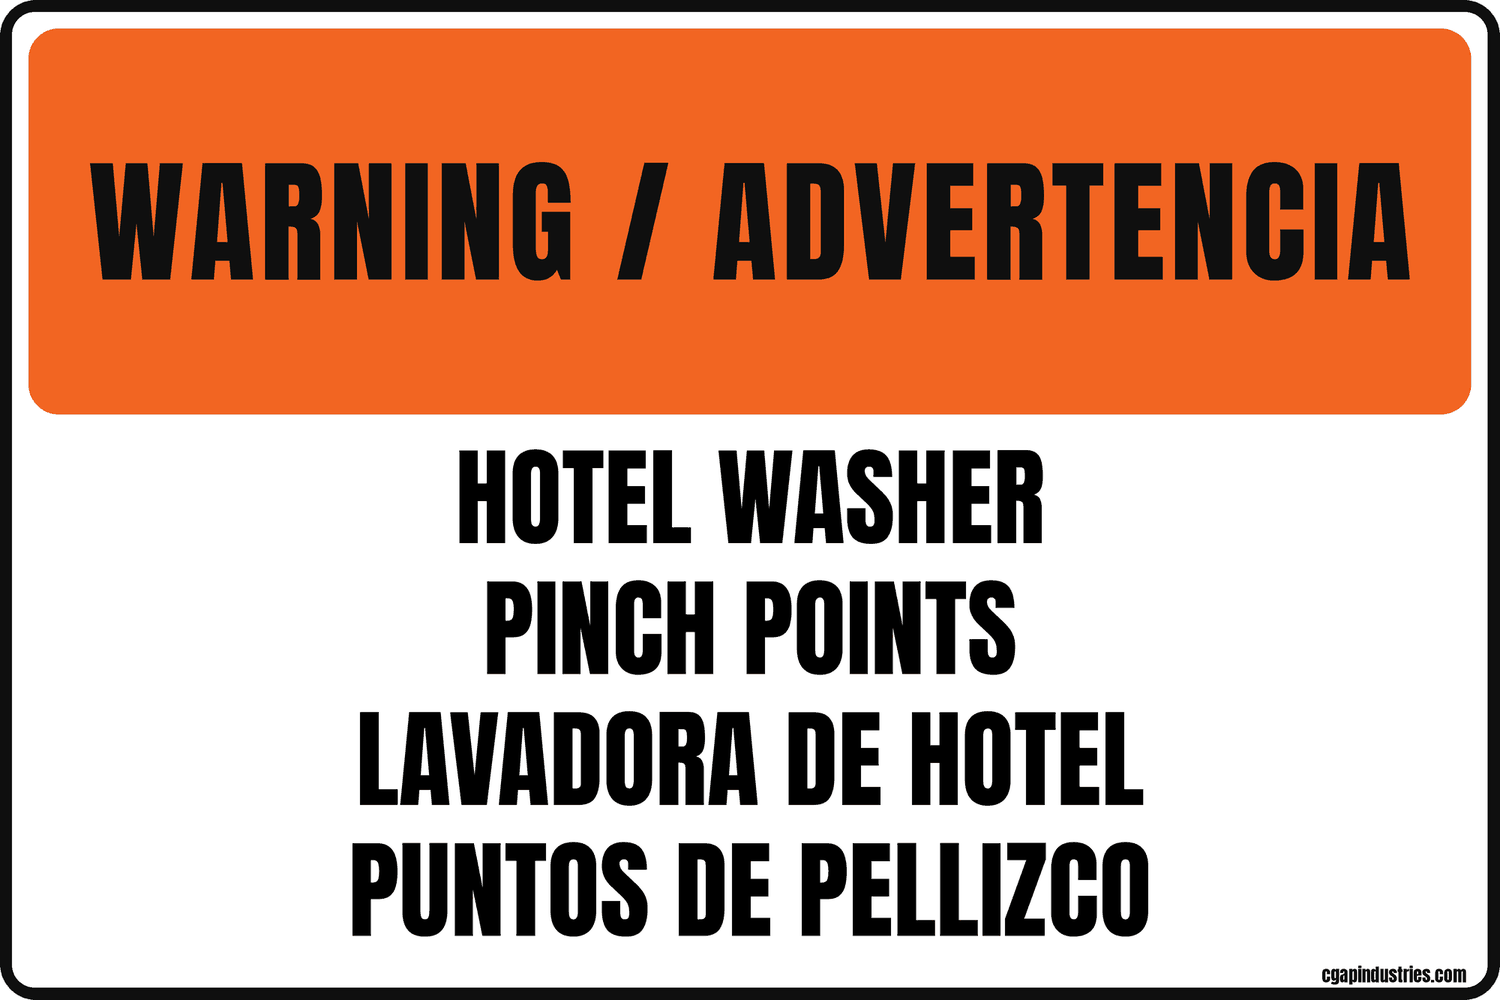 WARNING / ADVERTENCIA
HOTEL WASHER
PINCH POINTS
LAVADORA DE HOTEL
PUNTOS DE PELLIZCO
cgapindustries.com